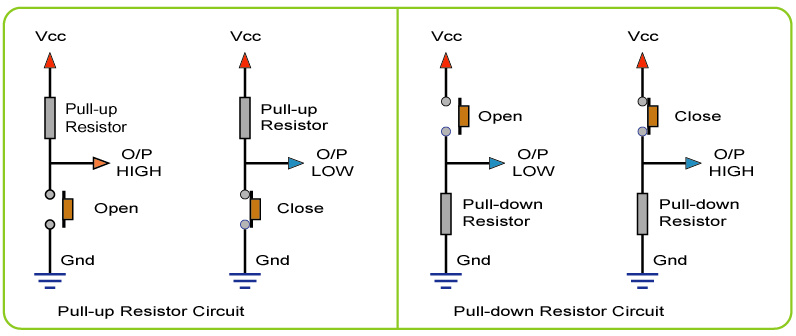 Vcc
Pull-up
Resistor
O/P
HIGH
Open
Gnd
Vcc
Pull-up
Resistor
O/P
LOW
Close
Gnd
Pull-up Resistor Circuit
Vcc
Open
O/P
LOW
Pull-down
Resistor
Gnd
Vcc
Close
O/P
HIGH
Pull-down
Resistor
Gnd
Pull-down Resistor Circuit